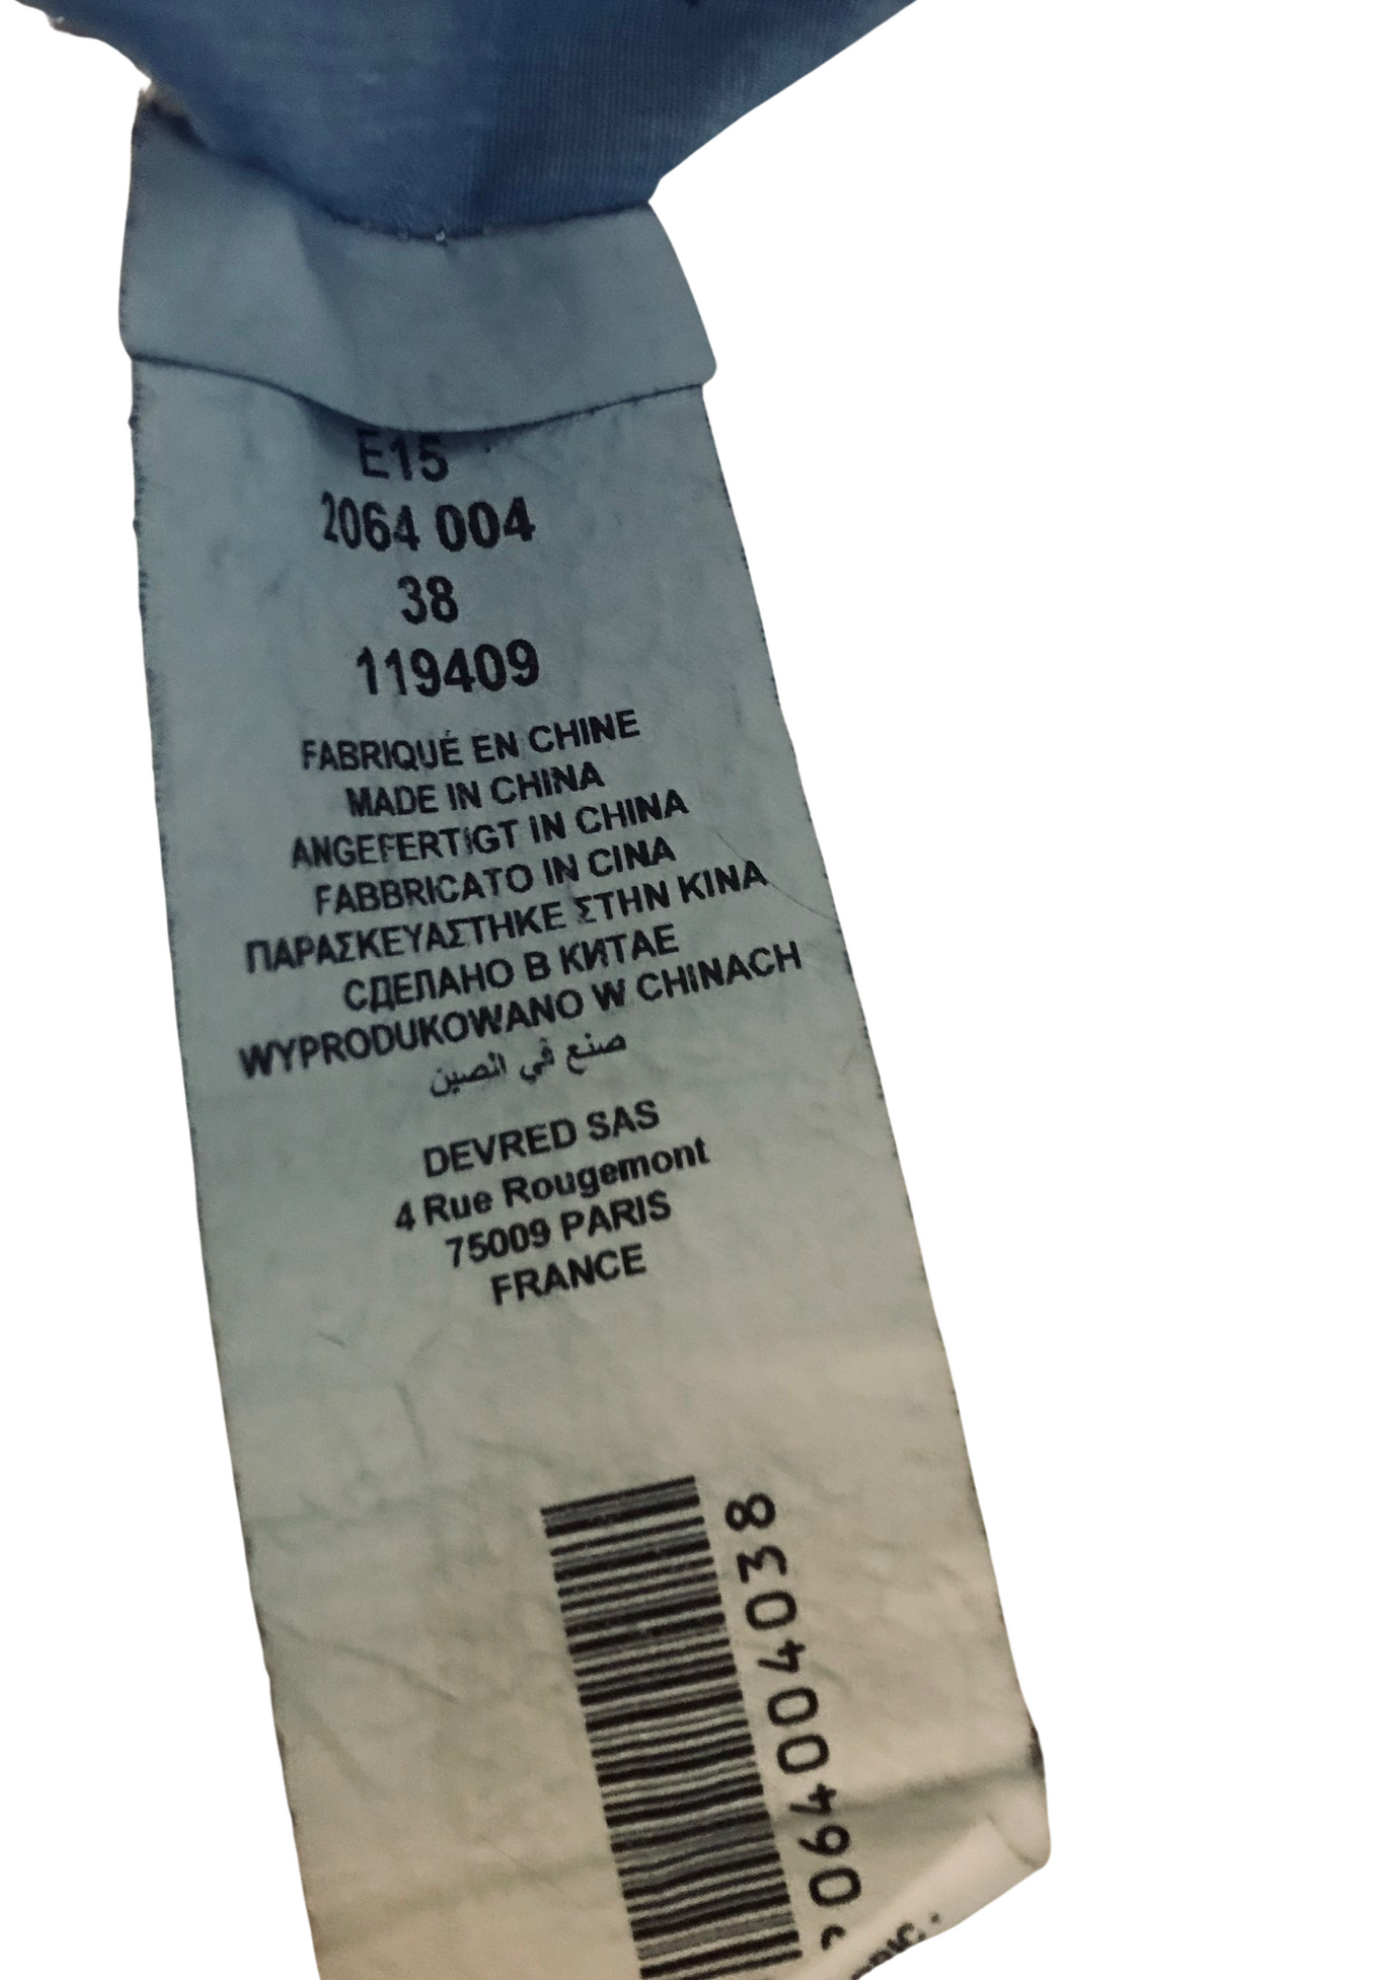 E15
2064 004
38
119409
FABRIQUÉ EN CHINE
MADE IN CHINA
ANGEFERTIGT IN CHINA
FABBRICATO IN CINA
ΠΑΡΑΣΚΕΥΑΣΤΗΚΕ ΣΤΗΝ ΚΙΝΑ
СДЕЛАНО В КИТАЕ
WYPRODUKOWANO W CHINACH
صنع في الصين
DEVRED SAS
4 Rue Rougemont
75009 PARIS
FRANCE
2064004038